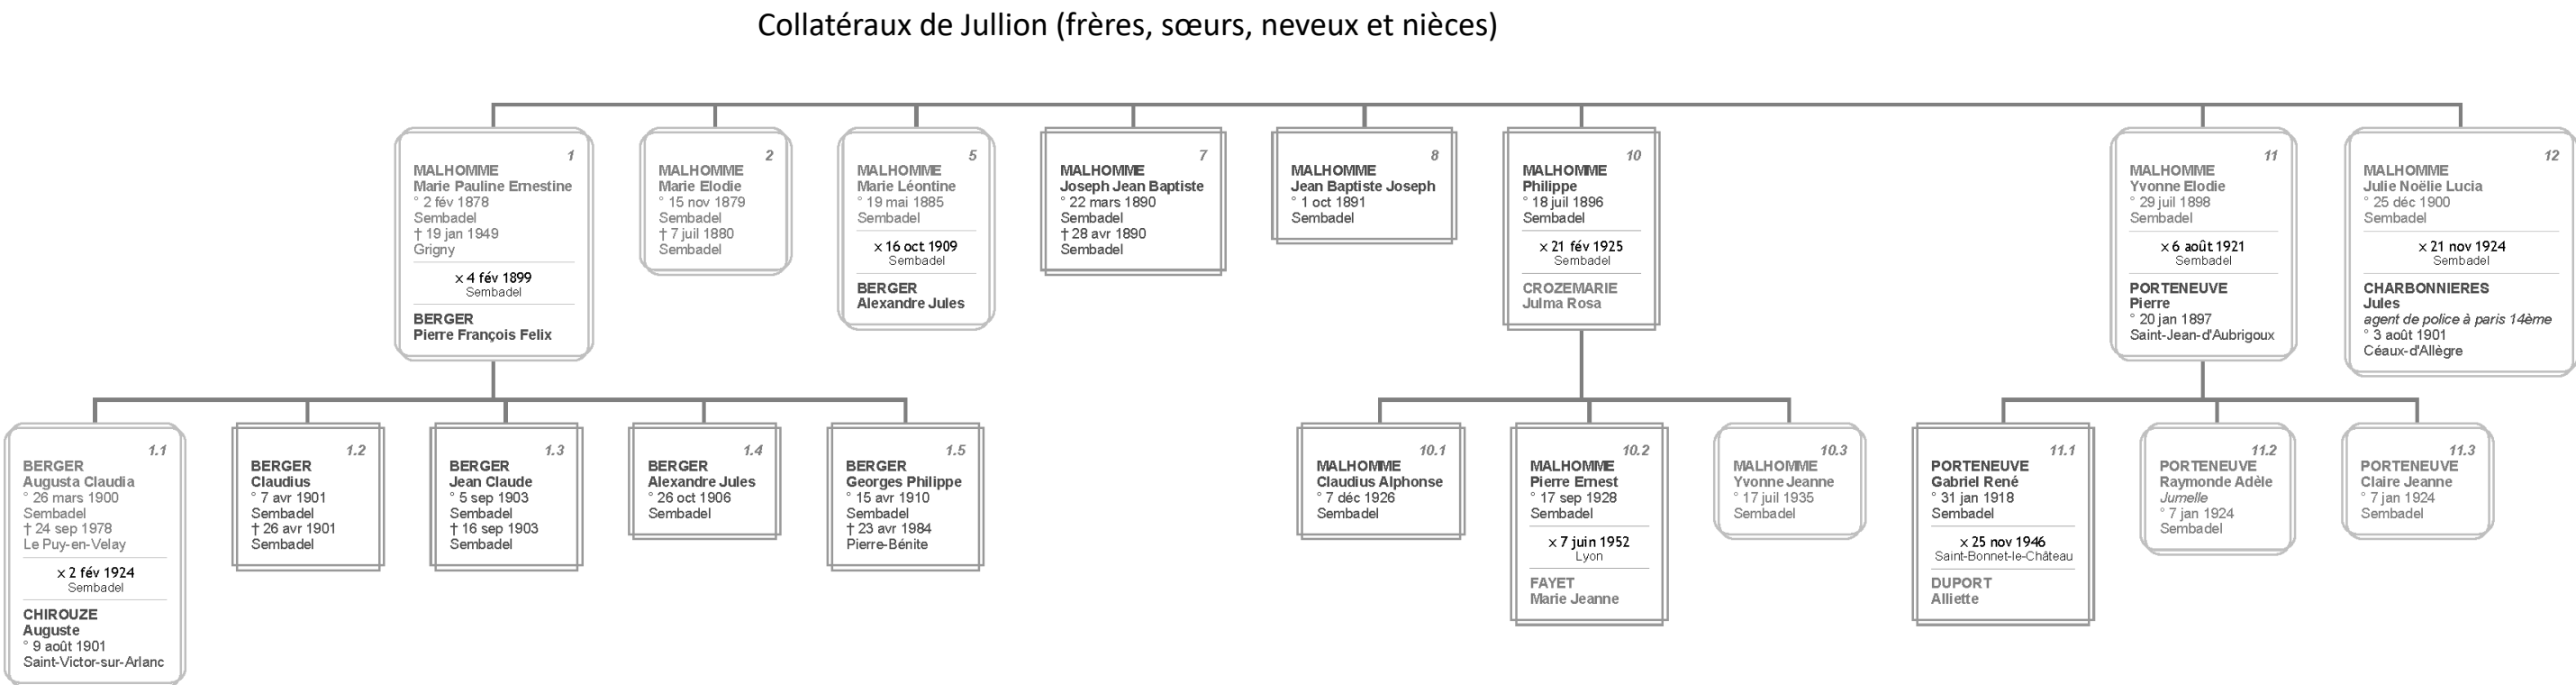 Collatéraux de Jullion (frères, sœurs, neveux et nièces)
1
MALHOMME
Marie Pauline Ernestine
° 2 fév 1878
Sembadel
† 19 jan 1949
Grigny
x 4 fév 1899
Sembadel
BERGER
Pierre François Felix
2
MALHOMME
Marie Elodie
° 15 nov 1879
Sembadel
† 7 juil 1880
Sembadel
5
MALHOMME
Marie Léontine
° 19 mai 1885
Sembadel
x 16 oct 1909
Sembadel
BERGER
Alexandre Jules
7
MALHOMME
Joseph Jean Baptiste
° 22 mars 1890
Sembadel
† 28 avr 1890
Sembadel
8
MALHOMME
Jean Baptiste Joseph
° 1 oct 1891
Sembadel
10
MALHOMME
Philippe
° 18 juil 1896
Sembadel
x 21 fév 1925
Sembadel
CROZEMARIE
Julma Rosa
11
MALHOMME
Yvonne Elodie
° 29 juil 1898
Sembadel
x 6 août 1921
Sembadel
PORTENEUVE
Pierre
° 20 jan 1897
Saint-Jean-d'Aubrigoux
12
MALHOMME
Julie Noëlie Lucia
° 25 déc 1900
Sembadel
x 21 nov 1924
Sembadel
CHARBONNIERES
Jules
agent de police à paris 14ème
° 3 août 1901
Céaux-d'Allègre
1.1
BERGER
Augusta Claudia
° 26 mars 1900
Sembadel
† 24 sep 1978
Le Puy-en-Velay
x 2 fév 1924
Sembadel
CHIROUZE
Auguste
° 9 août 1901
Saint-Victor-sur-Arlanc
1.2
BERGER
Claudius
° 7 avr 1901
Sembadel
† 26 avr 1901
Sembadel
1.3
BERGER
Jean Claude
° 5 sep 1903
Sembadel
† 16 sep 1903
Sembadel
1.4
BERGER
Alexandre Jules
° 26 oct 1906
Sembadel
1.5
BERGER
Georges Philippe
° 15 avr 1910
Sembadel
† 23 avr 1984
Pierre-Bénite
10.1
MALHOMME
Claudius Alphonse
° 7 déc 1926
Sembadel
10.2
MALHOMME
Pierre Ernest
° 17 sep 1928
Sembadel
x 7 juin 1952
Lyon
FAYET
Marie Jeanne
10.3
MALHOMME
Yvonne Jeanne
° 17 juil 1935
Sembadel
11.1
PORTENEUVE
Gabriel René
° 31 jan 1918
Sembadel
x 25 nov 1946
Saint-Bonnet-le-Château
DUPORT
Alliette
11.2
PORTENEUVE
Raymonde Adèle
Jumelle
° 7 jan 1924
Sembadel
11.3
PORTENEUVE
Claire Jeanne
° 7 jan 1924
Sembadel